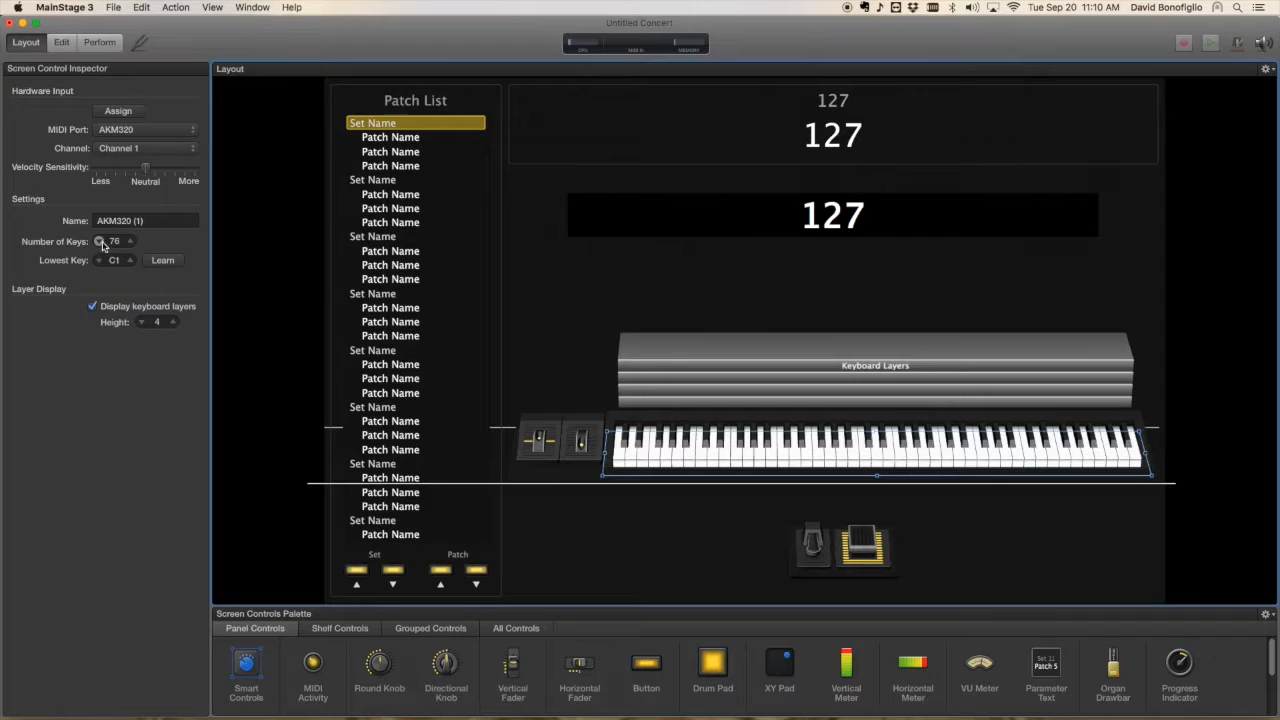 MainStage 3 File Edit Action View Window Help
Tue Sep 20 11:10 AM David Bonofiglio
Untitled Concert
Layout Edit Perform
CPU MIDI IN MEMORY
Screen Control Inspector
Hardware Input
Assign
MIDI Port: AKM320
Channel: Channel 1
Velocity Sensitivity:
Less Neutral More
Settings
Name: AKM320 (1)
Number of Keys: 76
Lowest Key: C1 Learn
Layer Display
Display keyboard layers
Height: 4
Layout
Patch List
Set Name
Patch Name
Patch Name
Patch Name
Set Name
Patch Name
Patch Name
Patch Name
Set Name
Patch Name
Patch Name
Patch Name
Set Name
Patch Name
Patch Name
Patch Name
Set Name
Patch Name
Patch Name
Patch Name
Set Name
Patch Name
Patch Name
Patch Name
Set Name
Patch Name
Patch Name
Patch Name
Set Name
Patch Name
Set Patch
127
127
127
Keyboard Layers
Screen Controls Palette
Panel Controls Shelf Controls Grouped Controls All Controls
Set 11
Patch 5
Smart Controls
MIDI Activity
Round Knob
Directional Knob
Vertical Fader
Horizontal Fader
Button
Drum Pad
XY Pad
Vertical Meter
Horizontal Meter
VU Meter
Parameter Text
Organ Drawbar
Progress Indicator